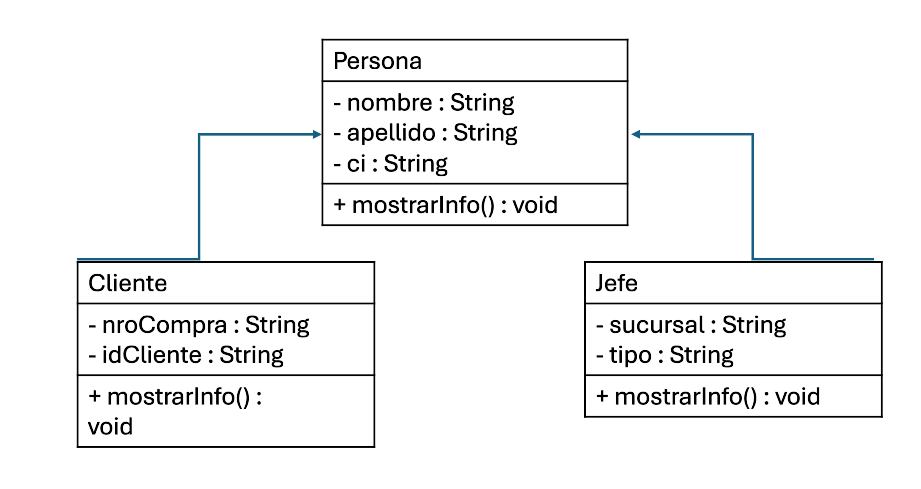 Persona
- nombre : String
- apellido : String
- ci : String
+ mostrarInfo() : void
Cliente
- nroCompra : String
- idCliente : String
+ mostrarInfo() :
void
Jefe
- sucursal : String
- tipo : String
+ mostrarInfo() : void